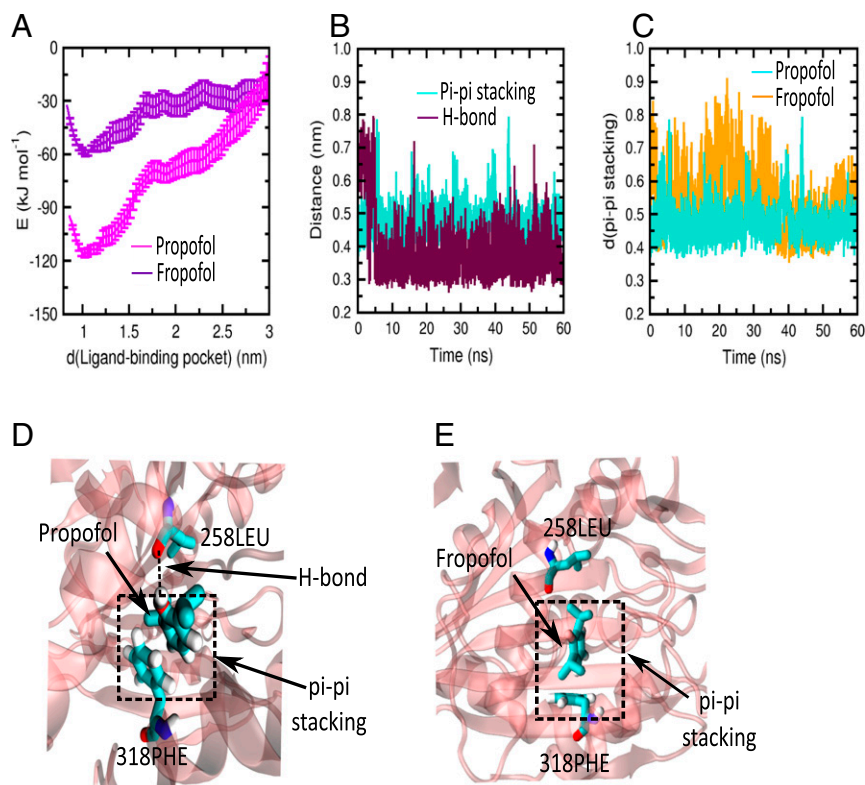 A
E (kJ mol⁻¹)
0
-30
-60
-90
-120
-150
1
1.5
2
2.5
3
d(Ligand-binding pocket) (nm)
Propofol
Fropofol
B
Distance (nm)
1.0
0.9
0.8
0.7
0.6
0.5
0.4
0.3
0.2
0
10
20
30
40
50
60
Time (ns)
Pi-pi stacking
H-bond
C
d(pi-pi stacking)
1.0
0.9
0.8
0.7
0.6
0.5
0.4
0.3
0.2
0
10
20
30
40
50
60
Time (ns)
Propofol
Fropofol
D
Propofol
258LEU
H-bond
pi-pi
stacking
318PHE
E
258LEU
Fropofol
pi-pi
stacking
318PHE